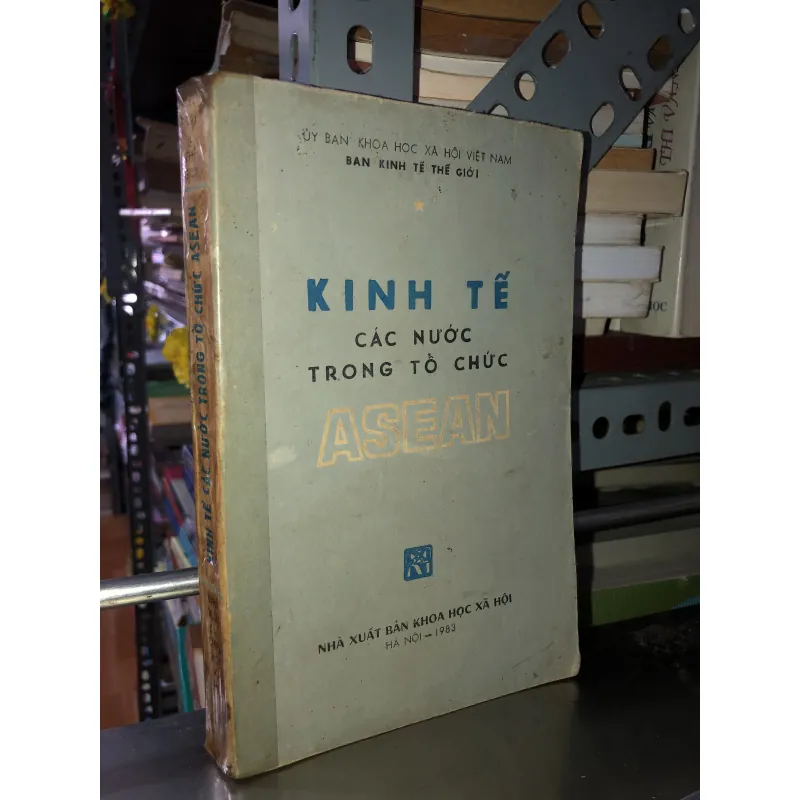 ỦY BAN KHOA HỌC XÃ HỘI VIỆT NAM
BAN KINH TẾ THẾ GIỚI
KINH TẾ
CÁC NƯỚC
TRONG TỔ CHỨC
ASEAN
NHÀ XUẤT BẢN KHOA HỌC XÃ HỘI
HÀ NỘI — 1983
KINH TẾ CÁC NƯỚC TRONG TỔ CHỨC ASEAN